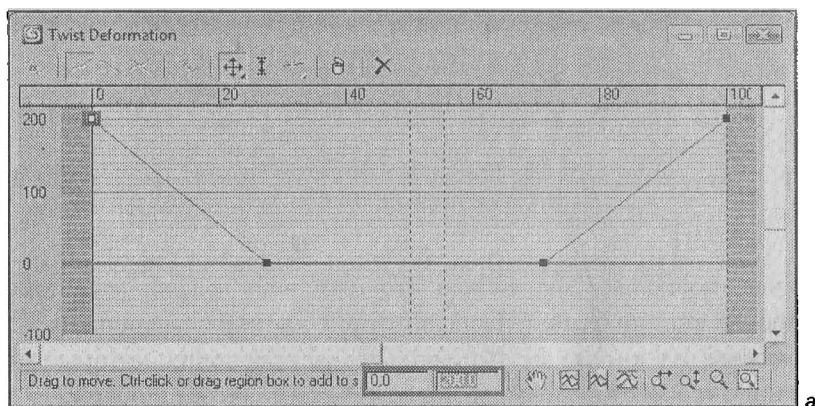 Twist Deformation
0 20 40 60 80 100
200
100
0
-100
Drag to move. Ctrl-click or drag region box to add to s 0,0
a